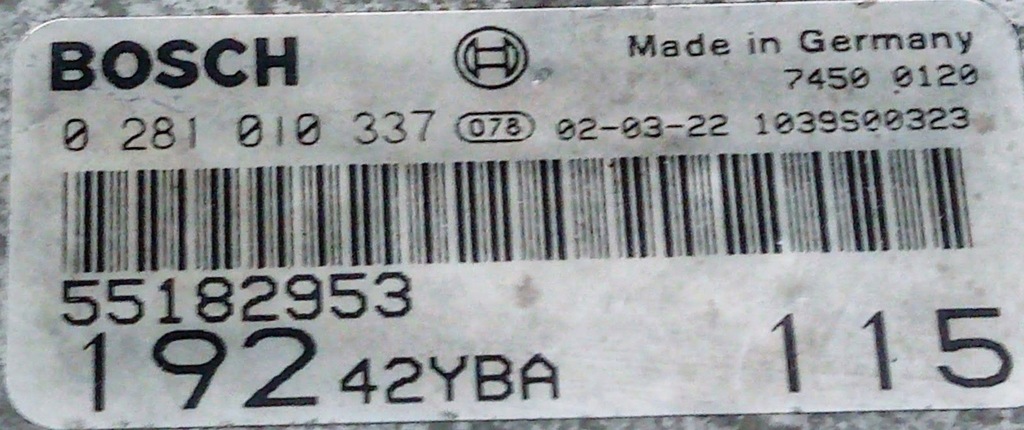 BOSCH Made in Germany
7450 0120
0 281 010 337 078 02-03-22 1039S00323
55182953
192 42YBA 115